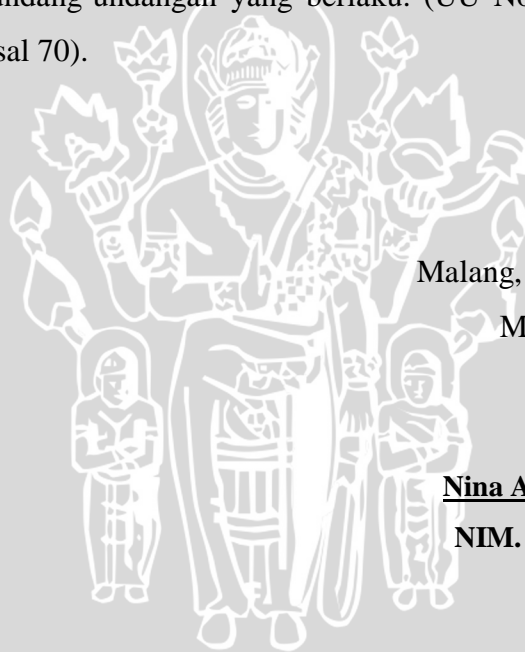 undang-undangan yang berlaku. (UU No
sal 70).
Malang,
M
Nina A
NIM.